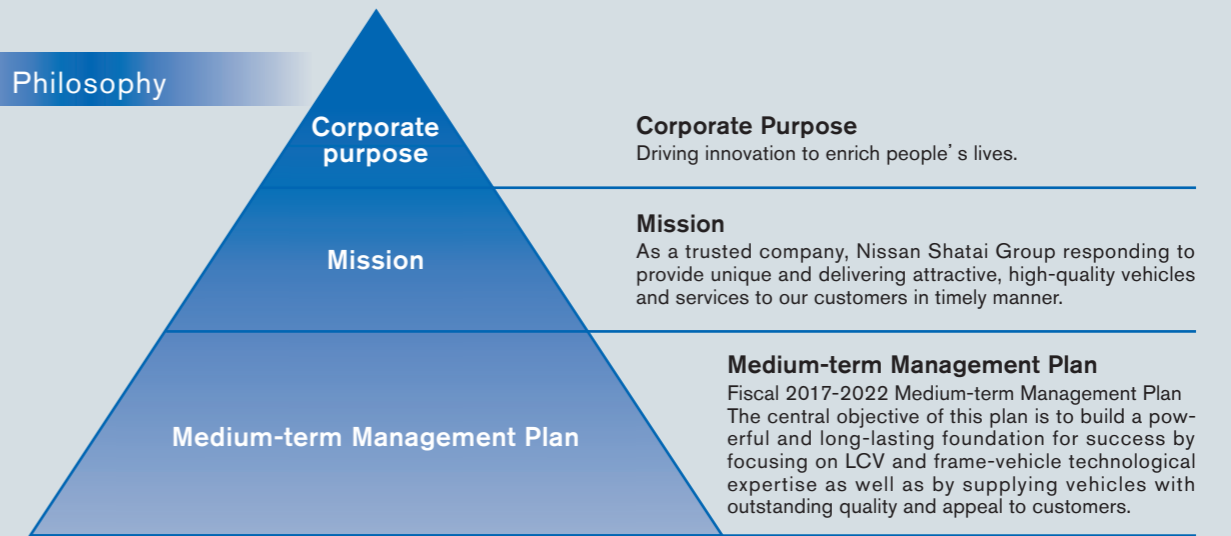 Philosophy
Corporate
purpose
Mission
Medium-term Management Plan
Corporate Purpose
Driving innovation to enrich people’s lives.
Mission
As a trusted company, Nissan Shatai Group responding to
provide unique and delivering attractive, high-quality vehicles
and services to our customers in timely manner.
Medium-term Management Plan
Fiscal 2017-2022 Medium-term Management Plan
The central objective of this plan is to build a pow-
erful and long-lasting foundation for success by
focusing on LCV and frame-vehicle technological
expertise as well as by supplying vehicles with
outstanding quality and appeal to customers.